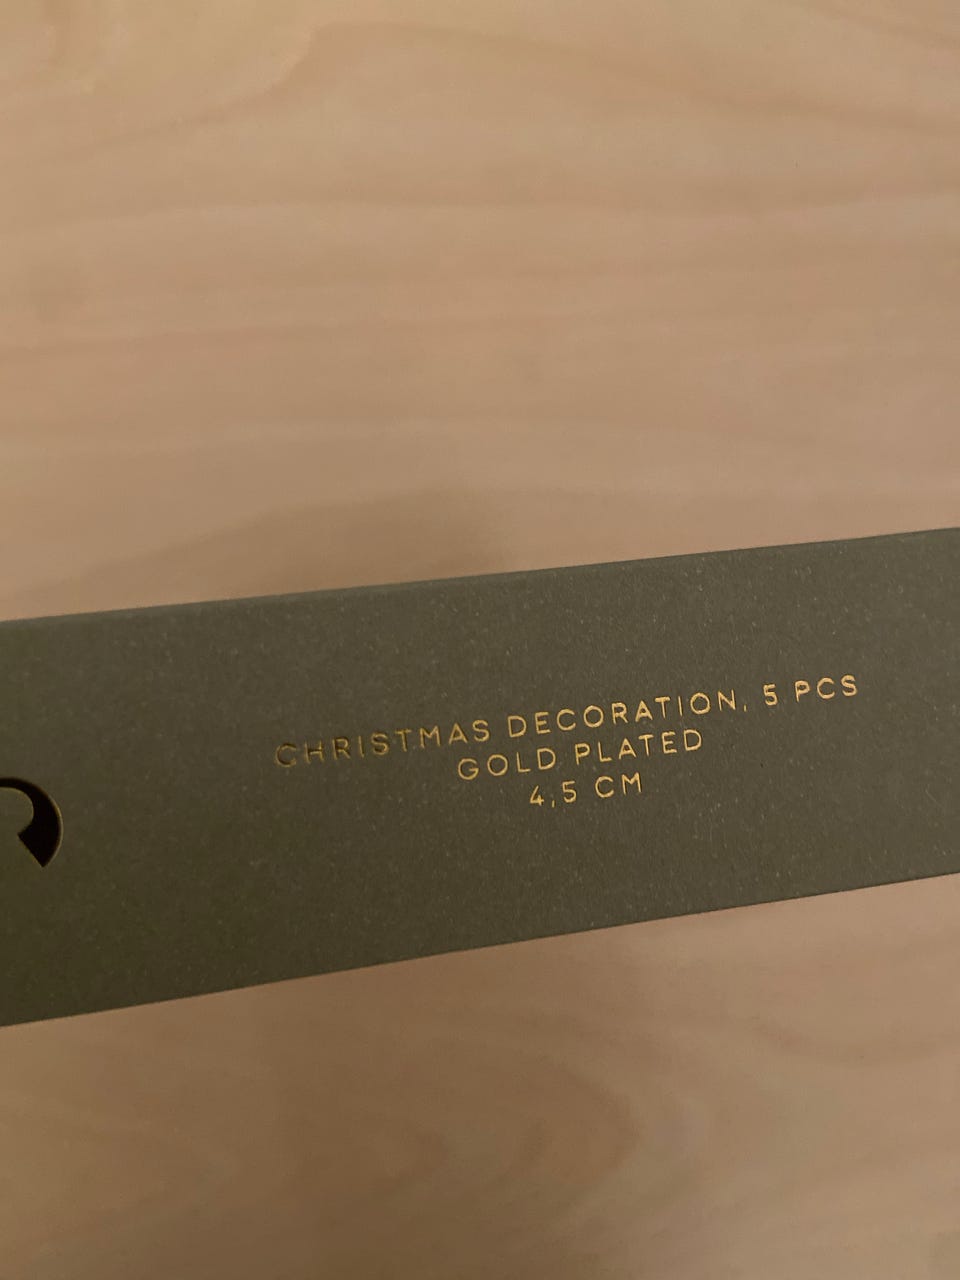 CHRISTMAS DECORATION, 5 PCS
GOLD PLATED
4,5 CM